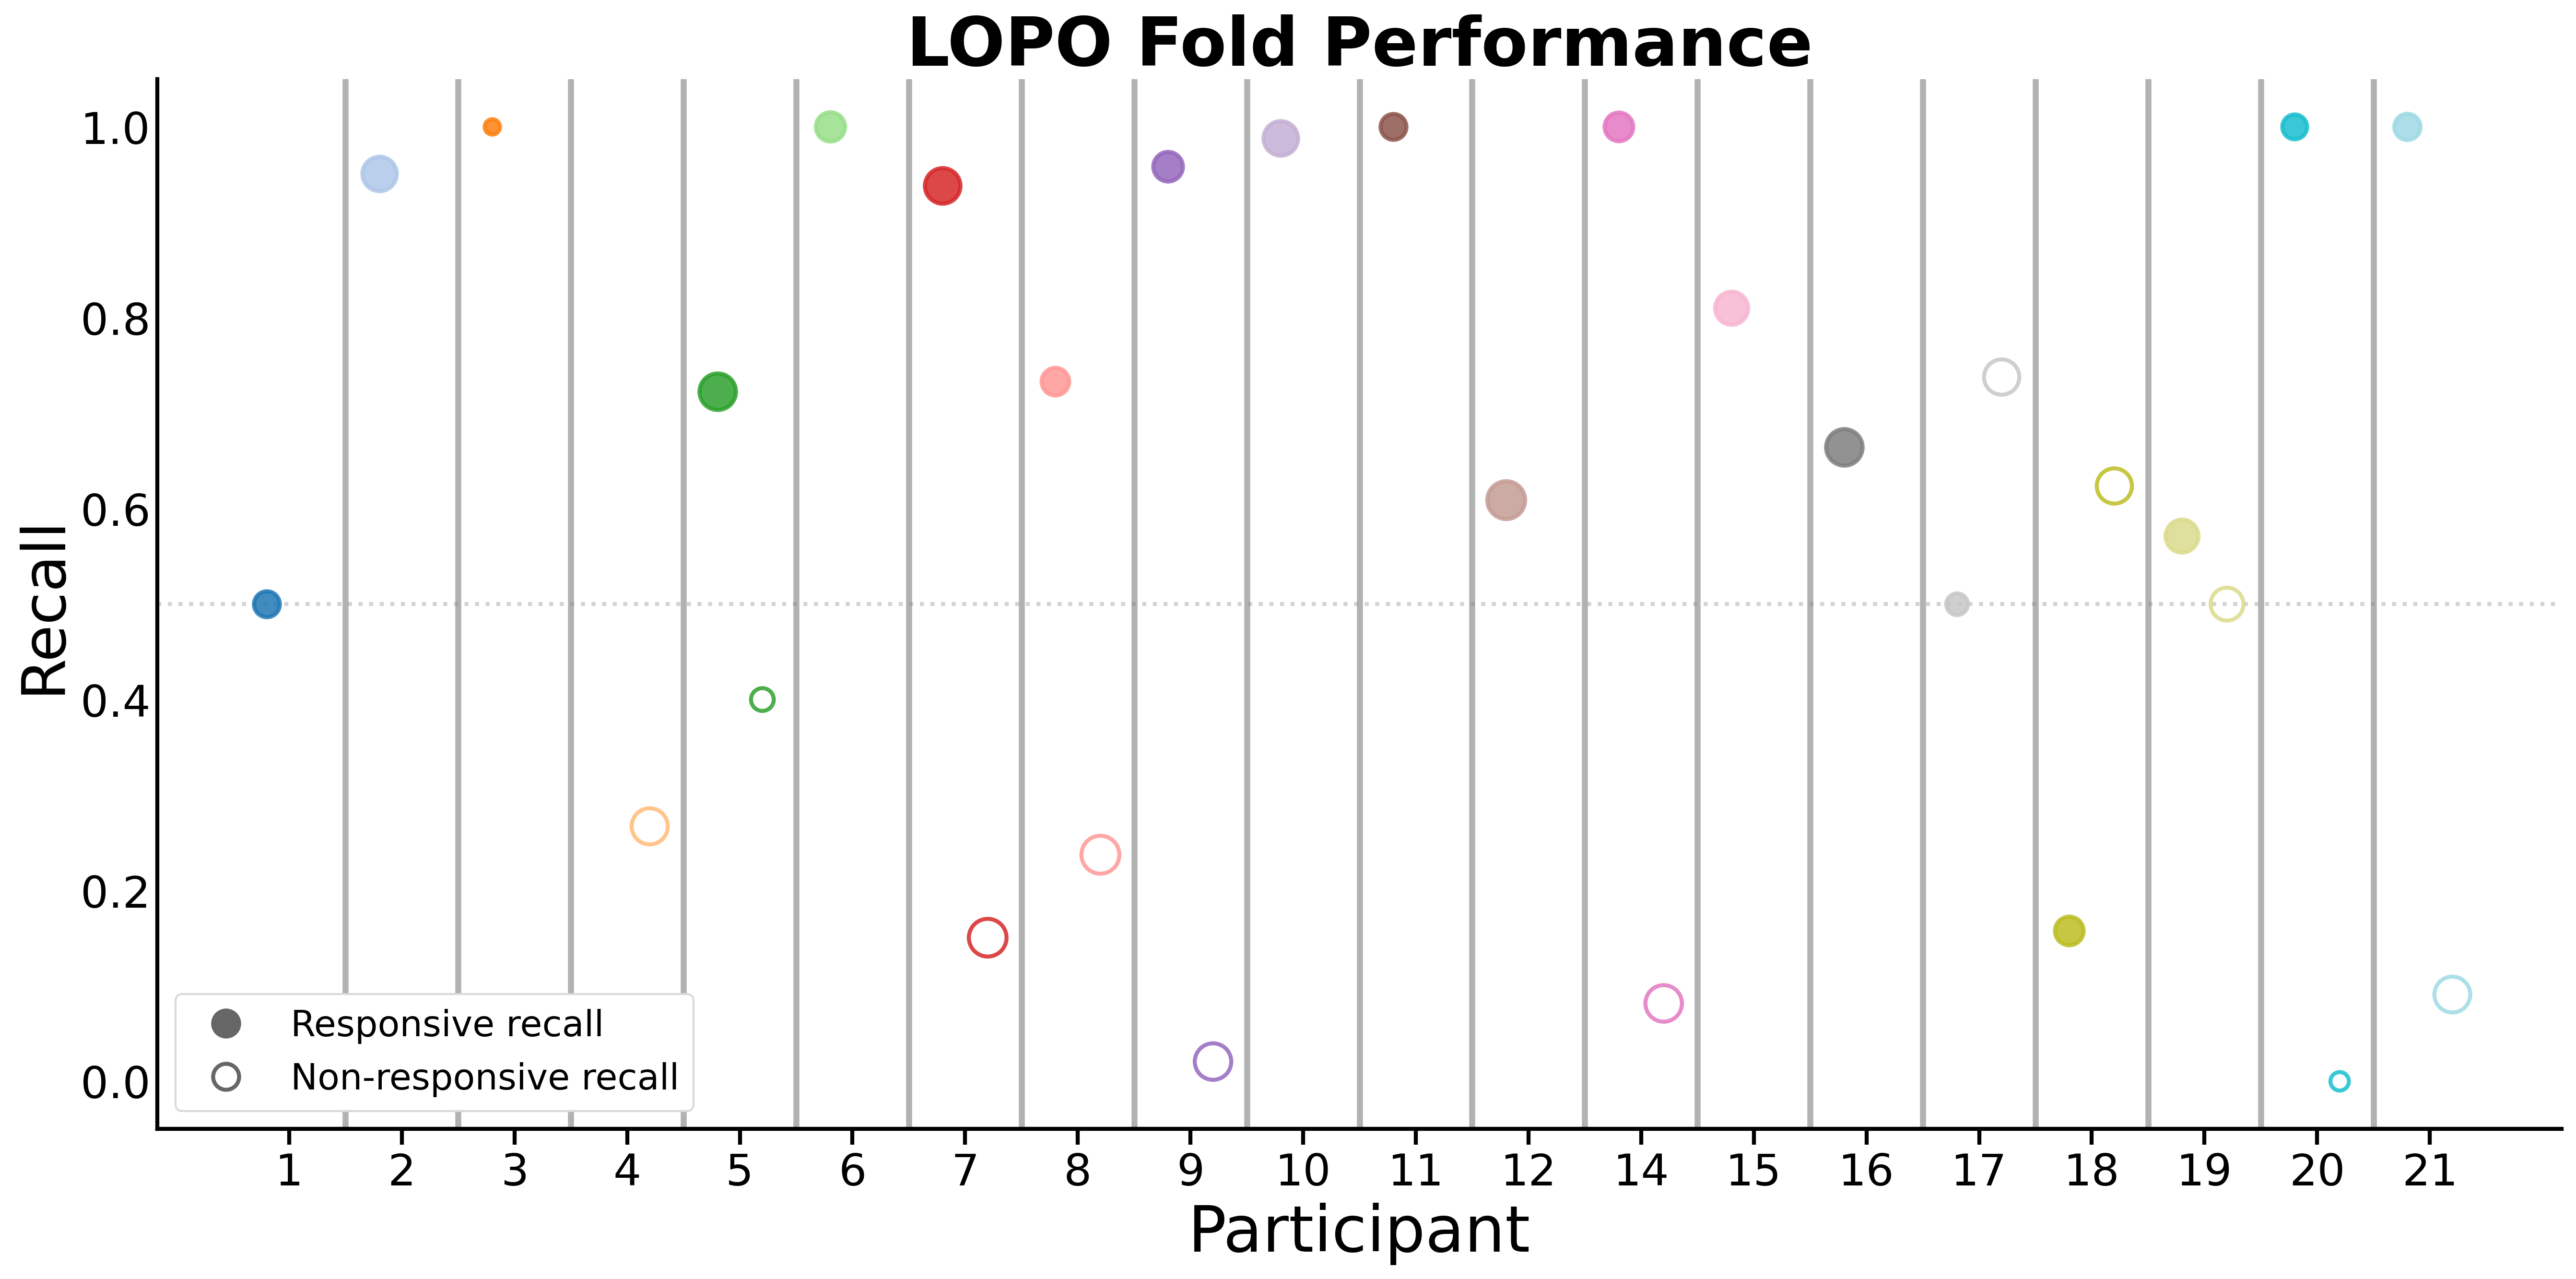 LOPO Fold Performance
1.0
0.8
0.6
0.4
0.2
0.0
Recall
Responsive recall
Non-responsive recall
1 2 3 4 5 6 7 8 9 10 11 12 14 15 16 17 18 19 20 21
Participant